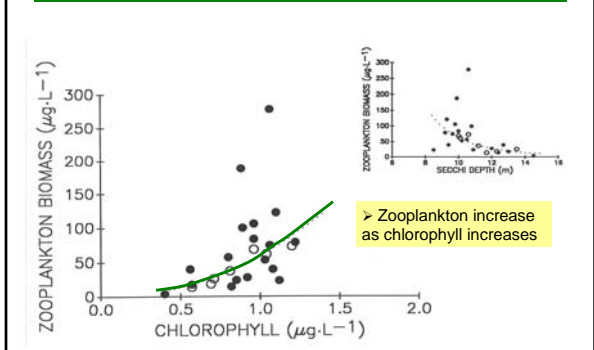 300
250
200
150
100
50
0
ZOOPLANKTON BIOMASS (µg·L−1)
0.0 0.5 1.0 1.5 2.0
CHLOROPHYLL (µg·L−1)
300
250
200
150
100
50
0
ZOOPLANKTON BIOMASS (µg·L−1)
6 8 10 12 14 16
SECCHI DEPTH (m)
➢ Zooplankton increase
as chlorophyll increases